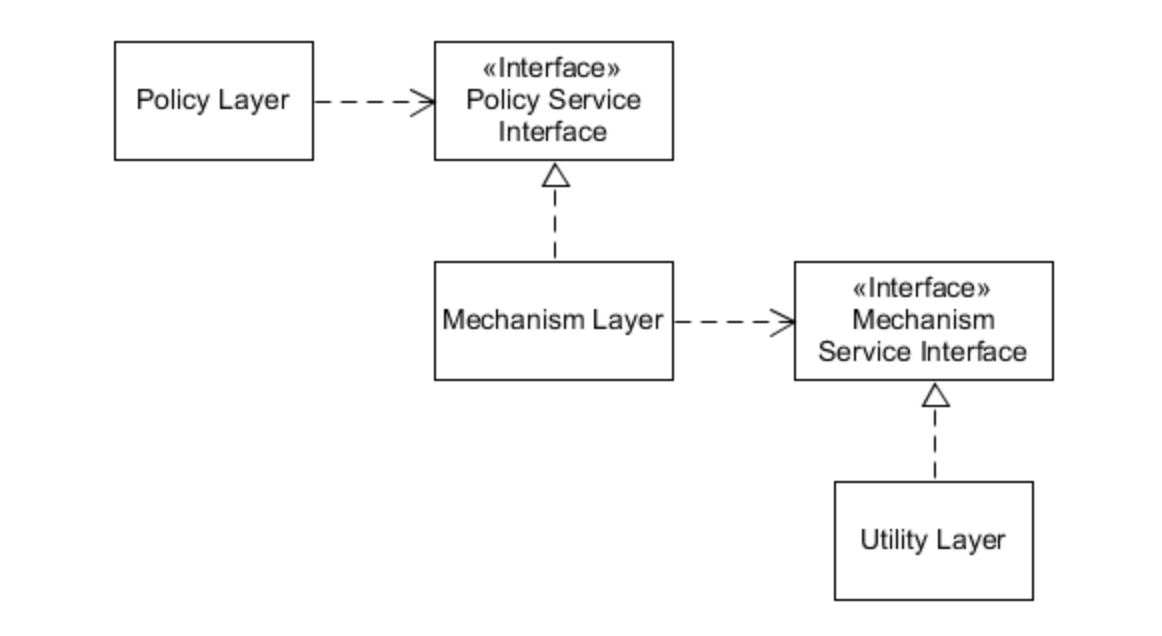 Policy Layer
«Interface»
Policy Service
Interface
Mechanism Layer
«Interface»
Mechanism
Service Interface
Utility Layer